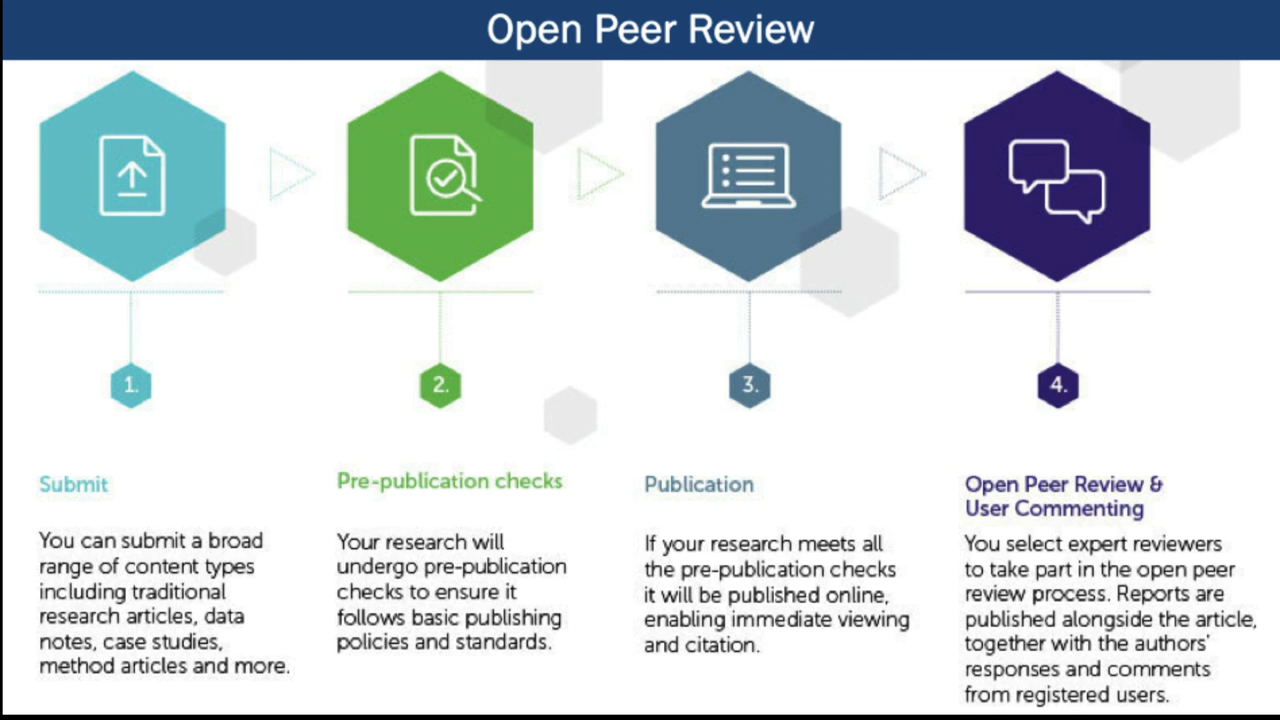 Open Peer Review
1.
2.
3.
4.
Submit
You can submit a broad
range of content types
including traditional
research articles, data
notes, case studies,
method articles and more.
Pre-publication checks
Your research will
undergo pre-publication
checks to ensure it
follows basic publishing
policies and standards.
Publication
If your research meets all
the pre-publication checks
it will be published online,
enabling immediate viewing
and citation.
Open Peer Review &
User Commenting
You select expert reviewers
to take part in the open peer
review process. Reports are
published alongside the article,
together with the authors'
responses and comments
from registered users.